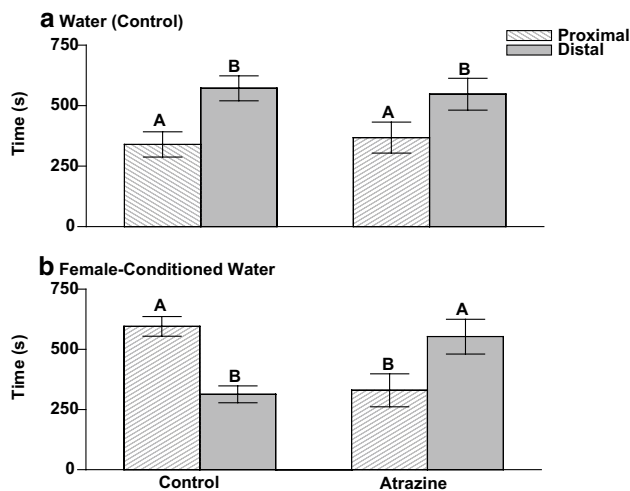 a Water (Control)
Proximal
Distal
750
500
250
0
Time (s)
A
B
A
B
b Female-Conditioned Water
750
500
250
0
Time (s)
A
B
B
A
Control
Atrazine